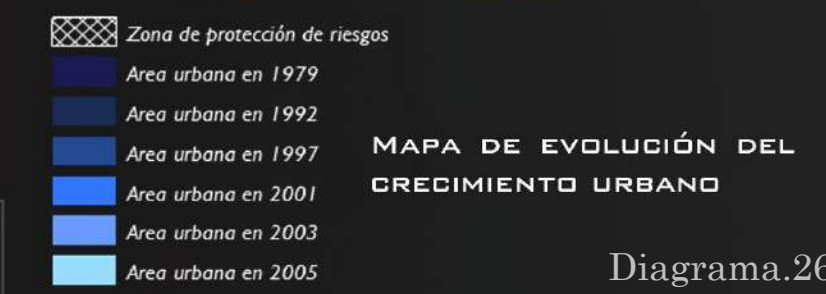 Zona de protección de riesgos
Area urbana en 1979
Area urbana en 1992
Area urbana en 1997
Area urbana en 2001
Area urbana en 2003
Area urbana en 2005
MAPA DE EVOLUCIÓN DEL
CRECIMIENTO URBANO
Diagrama.26